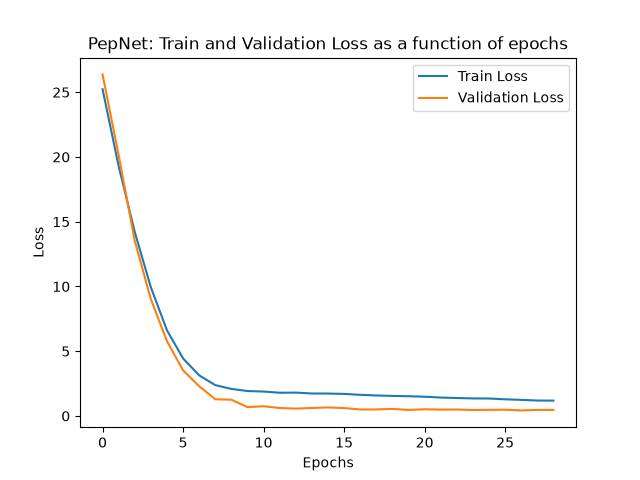 PepNet: Train and Validation Loss as a function of epochs
Train Loss
Validation Loss
25
20
15
10
5
0
Loss
0 5 10 15 20 25
Epochs